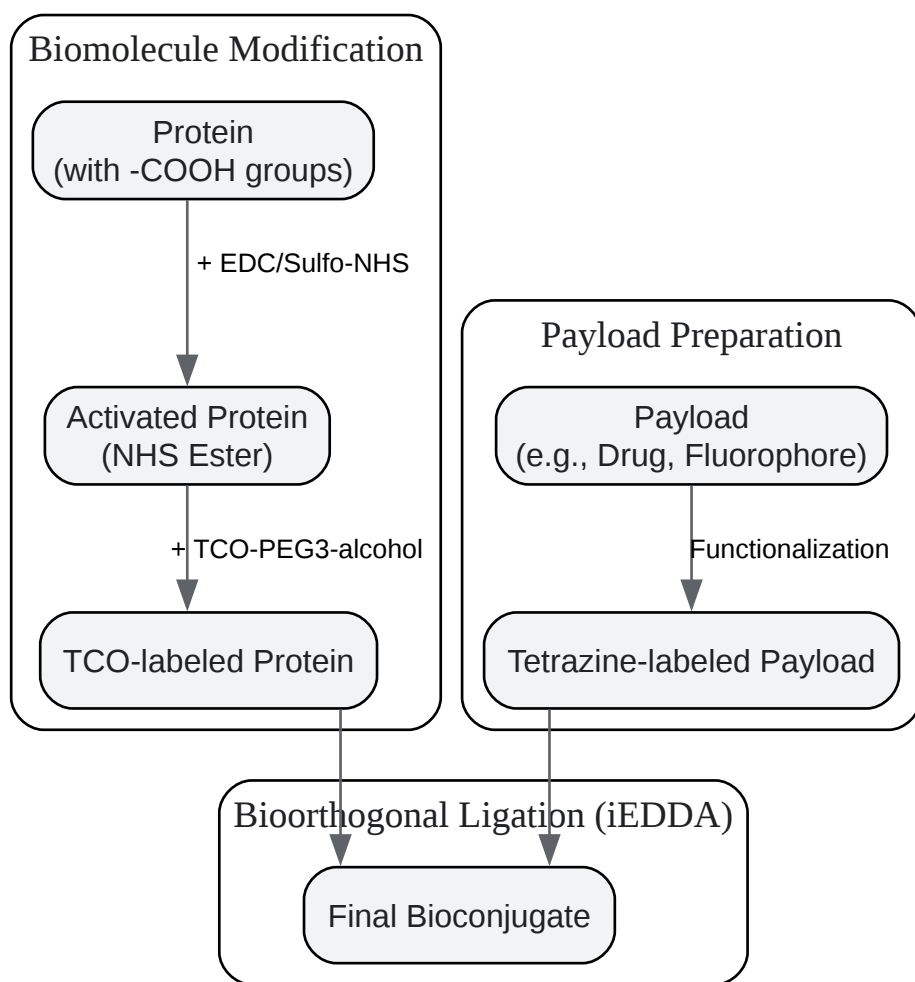 Biomolecule Modification
Protein
(with -COOH groups)
+ EDC/Sulfo-NHS
Activated Protein
(NHS Ester)
+ TCO-PEG3-alcohol
TCO-labeled Protein
Payload Preparation
Payload
(e.g., Drug, Fluorophore)
Functionalization
Tetrazine-labeled Payload
Bioorthogonal Ligation (iEDDA)
Final Bioconjugate